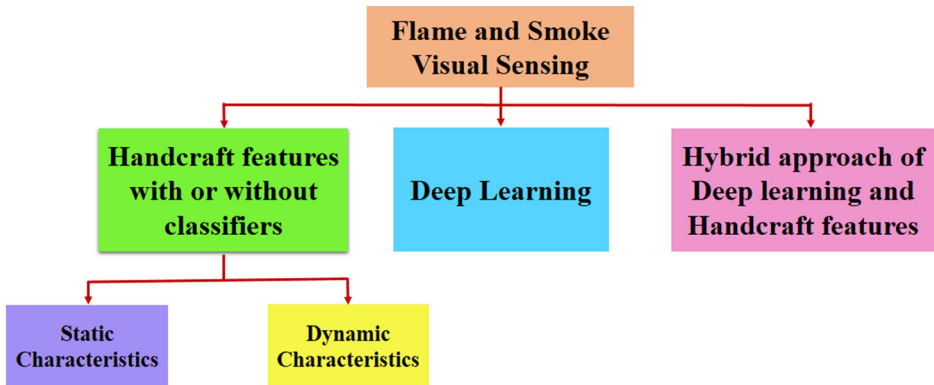 Flame and Smoke
Visual Sensing
Handcraft features
with or without
classifiers
Deep Learning
Hybrid approach of
Deep learning and
Handcraft features
Static
Characteristics
Dynamic
Characteristics